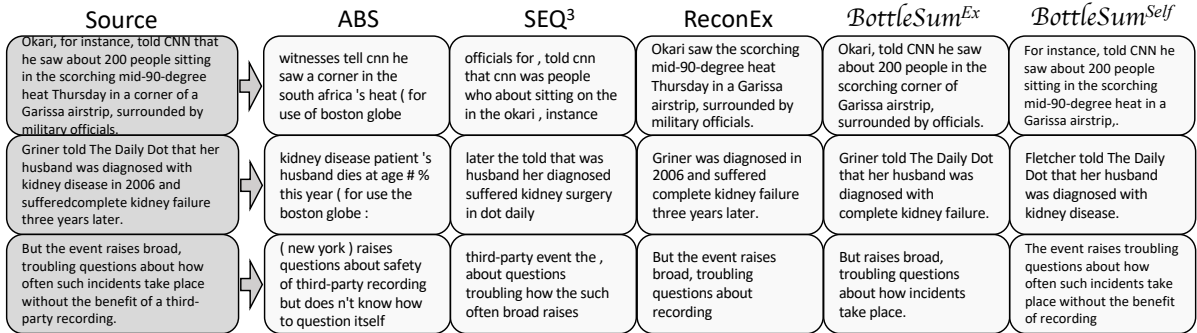 Source
ABS
SEQ³
ReconEx
BottleSumᴱˣ
BottleSumˢᵉˡᶠ
Okari, for instance, told CNN that
he saw about 200 people sitting
in the scorching mid-90-degree
heat Thursday in a corner of a
Garissa airstrip, surrounded by
military officials.
witnesses tell cnn he
saw a corner in the
south africa 's heat ( for
use of boston globe
officials for , told cnn
that cnn was people
who about sitting on the
in the okari , instance
Okari saw the scorching
mid-90-degree heat
Thursday in a Garissa
airstrip, surrounded by
military officials.
Okari, told CNN he saw
about 200 people in the
scorching corner of
Garissa airstrip,
surrounded by officials.
For instance, told CNN he
saw about 200 people
sitting in the scorching
mid-90-degree heat in a
Garissa airstrip,.
Griner told The Daily Dot that her
husband was diagnosed with
kidney disease in 2006 and
sufferedcomplete kidney failure
three years later.
kidney disease patient 's
husband dies at age # %
this year ( for use the
boston globe :
later the told that was
husband her diagnosed
suffered kidney surgery
in dot daily
Griner was diagnosed in
2006 and suffered
complete kidney failure
three years later.
Griner told The Daily Dot
that her husband was
diagnosed with
complete kidney failure.
Fletcher told The Daily
Dot that her husband
was diagnosed with
kidney disease.
But the event raises broad,
troubling questions about how
often such incidents take place
without the benefit of a third-
party recording.
( new york ) raises
questions about safety
of third-party recording
but does n't know how
to question itself
third-party event the ,
about questions
troubling how the such
often broad raises
But the event raises
broad, troubling
questions about
recording
But raises broad,
troubling questions
about how incidents
take place.
The event raises troubling
questions about how
often such incidents take
place without the benefit
of recording